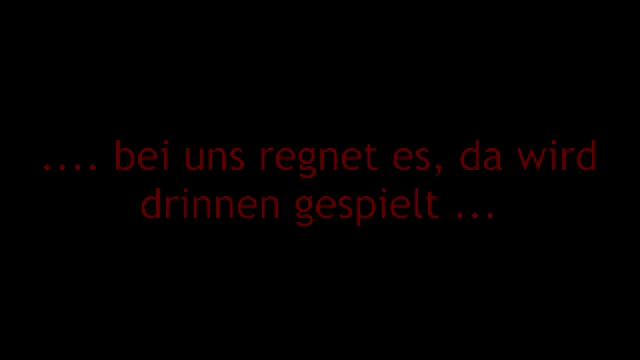 .... bei uns regnet es, da wird
drinnen gespielt ...